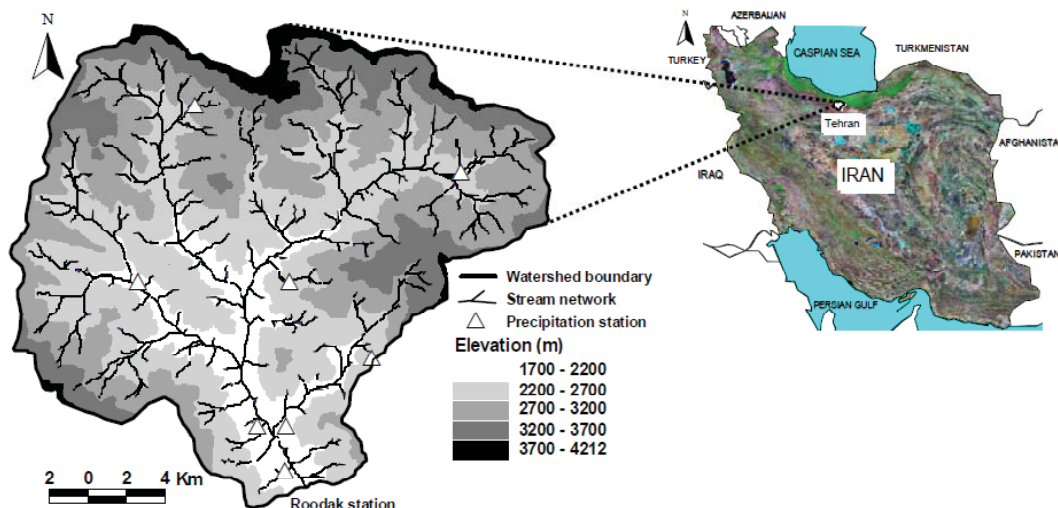 N
Watershed boundary
Stream network
Precipitation station
Elevation (m)
1700 - 2200
2200 - 2700
2700 - 3200
3200 - 3700
3700 - 4212
2 0 2 4 Km
Roodak station
N
AZERBAIJAN
CASPIAN SEA
TURKMENISTAN
TURKEY
Tehran
AFGHANISTA
IRAQ
IRAN
PAKISTAN
PERSIAN GULF